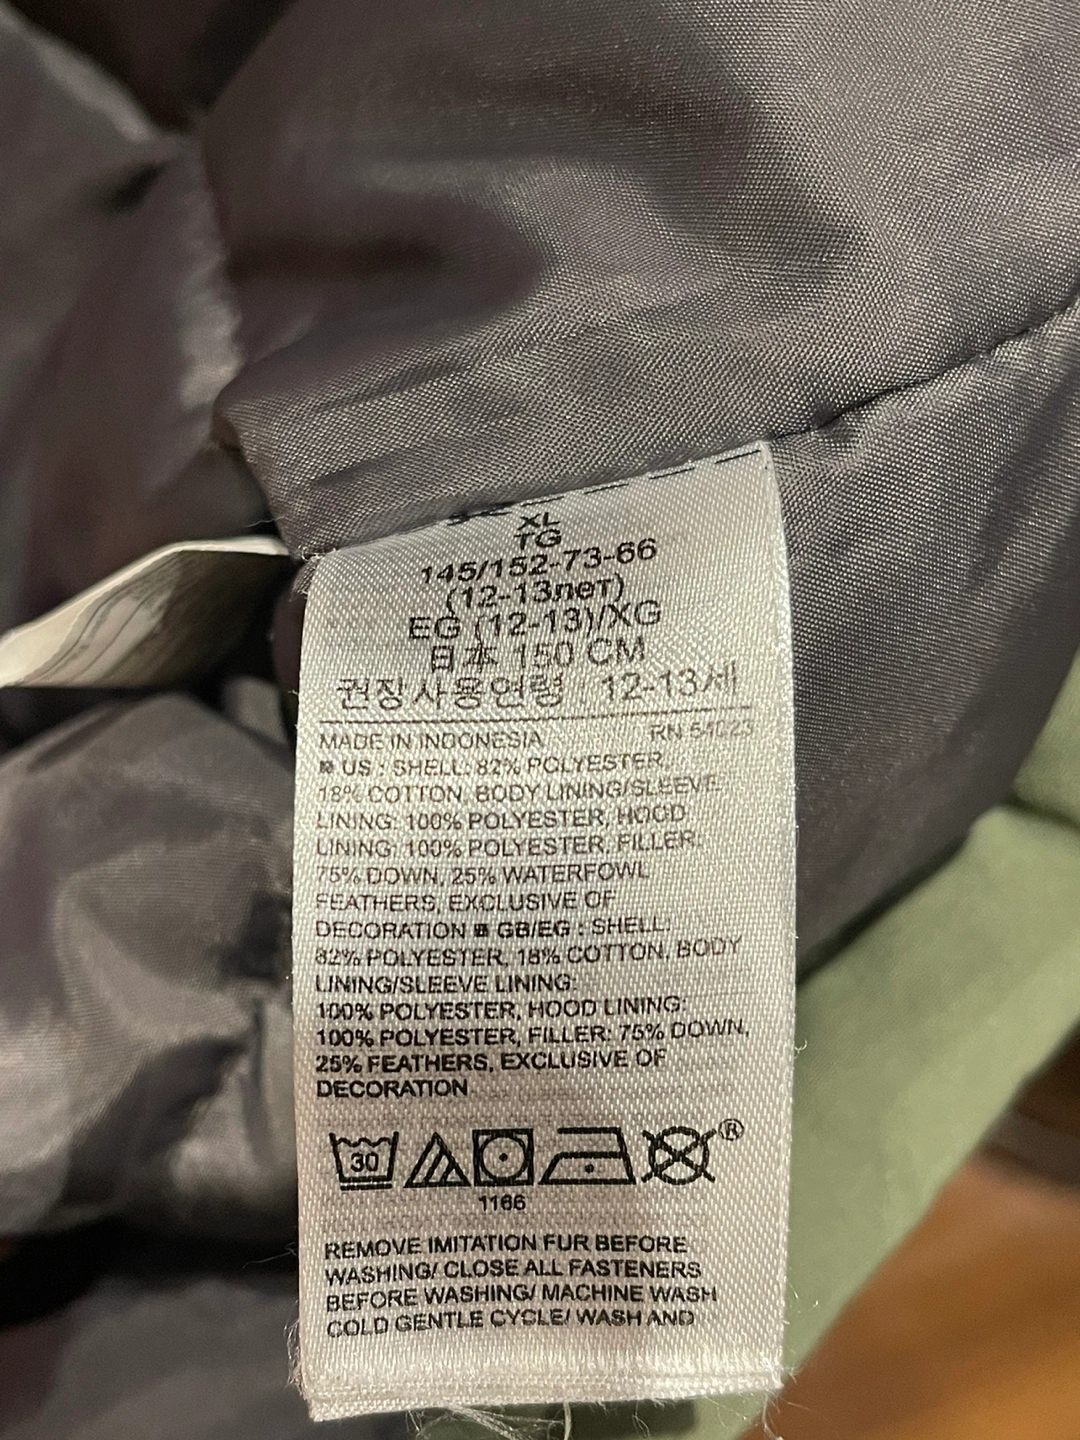 XL
TG
145/152-73-66
(12-13лет)
EG (12-13)/XG
日本 150 CM
권장사용연령 12-13세
MADE IN INDONESIA RN 54023
US : SHELL: 82% POLYESTER,
18% COTTON, BODY LINING/SLEEVE
LINING: 100% POLYESTER, HOOD
LINING: 100% POLYESTER, FILLER:
75% DOWN, 25% WATERFOWL
FEATHERS, EXCLUSIVE OF
DECORATION GB/EG : SHELL:
82% POLYESTER, 18% COTTON, BODY
LINING/SLEEVE LINING:
100% POLYESTER, HOOD LINING:
100% POLYESTER, FILLER: 75% DOWN,
25% FEATHERS, EXCLUSIVE OF
DECORATION
30 ®
1166
REMOVE IMITATION FUR BEFORE
WASHING/ CLOSE ALL FASTENERS
BEFORE WASHING/ MACHINE WASH
COLD GENTLE CYCLE/ WASH AND